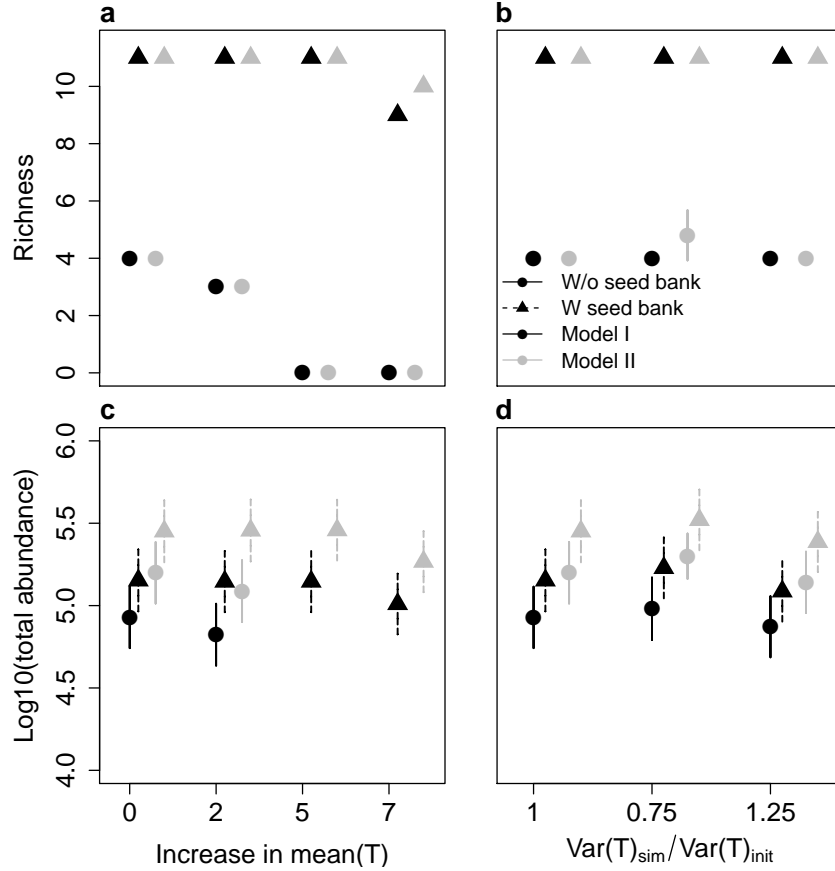 a
b
Richness
10
8
6
4
2
0
W/o seed bank
W seed bank
Model I
Model II
c
d
Log10(total abundance)
6.0
5.5
5.0
4.5
4.0
0 2 5 7
Increase in mean(T)
1 0.75 1.25
Var(T)sim/Var(T)init